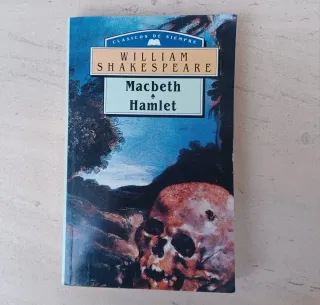 CLÁSICOS DE SIEMPRE
WILLIAM
SHAKESPEARE
Macbeth
Hamlet